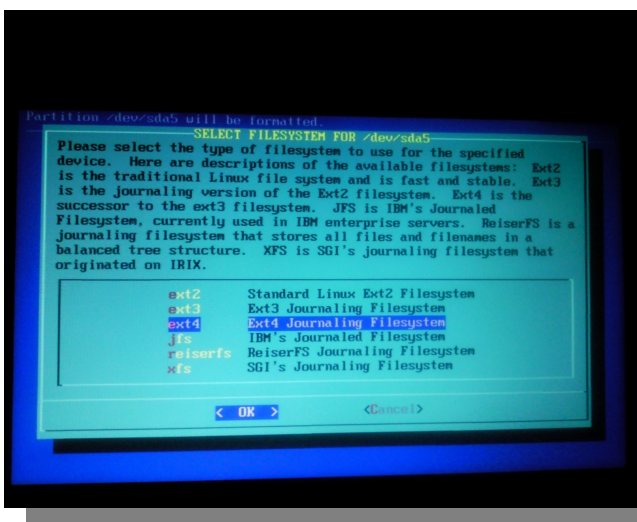 Partition /dev/sda5 will be formatted.
SELECT FILESYSTEM FOR /dev/sda5
Please select the type of filesystem to use for the specified
device.  Here are descriptions of the available filesystems:  Ext2
is the traditional Linux file system and is fast and stable.  Ext3
is the journaling version of the Ext2 filesystem.  Ext4 is the
successor to the ext3 filesystem.  JFS is IBM's Journaled
Filesystem, currently used in IBM enterprise servers.  ReiserFS is a
journaling filesystem that stores all files and filenames in a
balanced tree structure.  XFS is SGI's journaling filesystem that
originated on IRIX.
ext2 Standard Linux Ext2 Filesystem
ext3 Ext3 Journaling Filesystem
ext4 Ext4 Journaling Filesystem
jfs IBM's Journaled Filesystem
reiserfs ReiserFS Journaling Filesystem
xfs SGI's Journaling Filesystem
< OK > <Cancel>